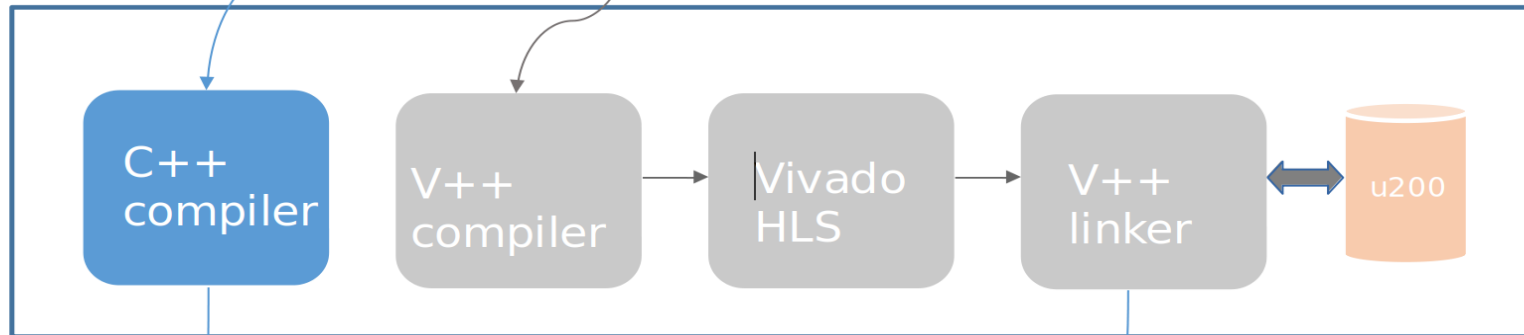 C++
compiler
V++
compiler
Vivado
HLS
V++
linker
u200